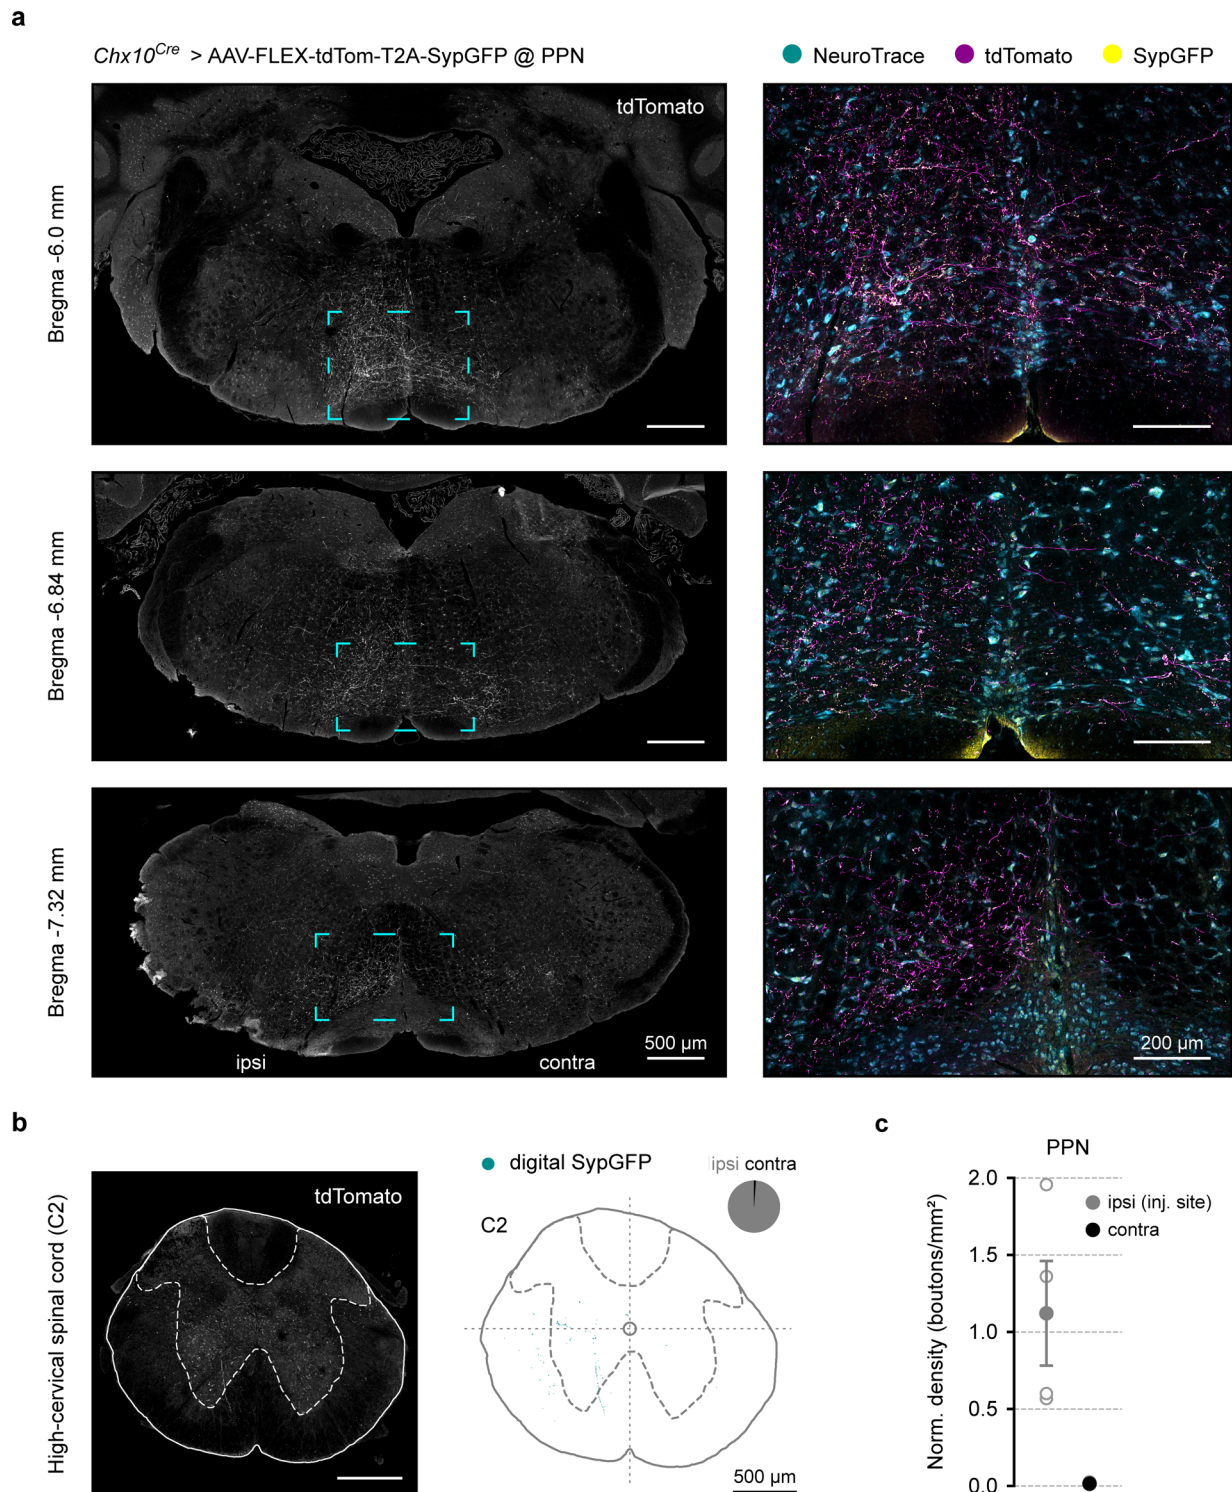 a
Chx10Cre > AAV-FLEX-tdTom-T2A-SypGFP @ PPN
NeuroTrace
tdTomato
SypGFP
Bregma -6.0 mm
tdTomato
Bregma -6.84 mm
Bregma -7.32 mm
ipsi
contra
500 µm
200 µm
b
High-cervical spinal cord (C2)
tdTomato
digital SypGFP
ipsi contra
C2
500 µm
c
PPN
Norm. density (boutons/mm²)
2.0
1.5
1.0
0.5
0.0
ipsi (inj. site)
contra